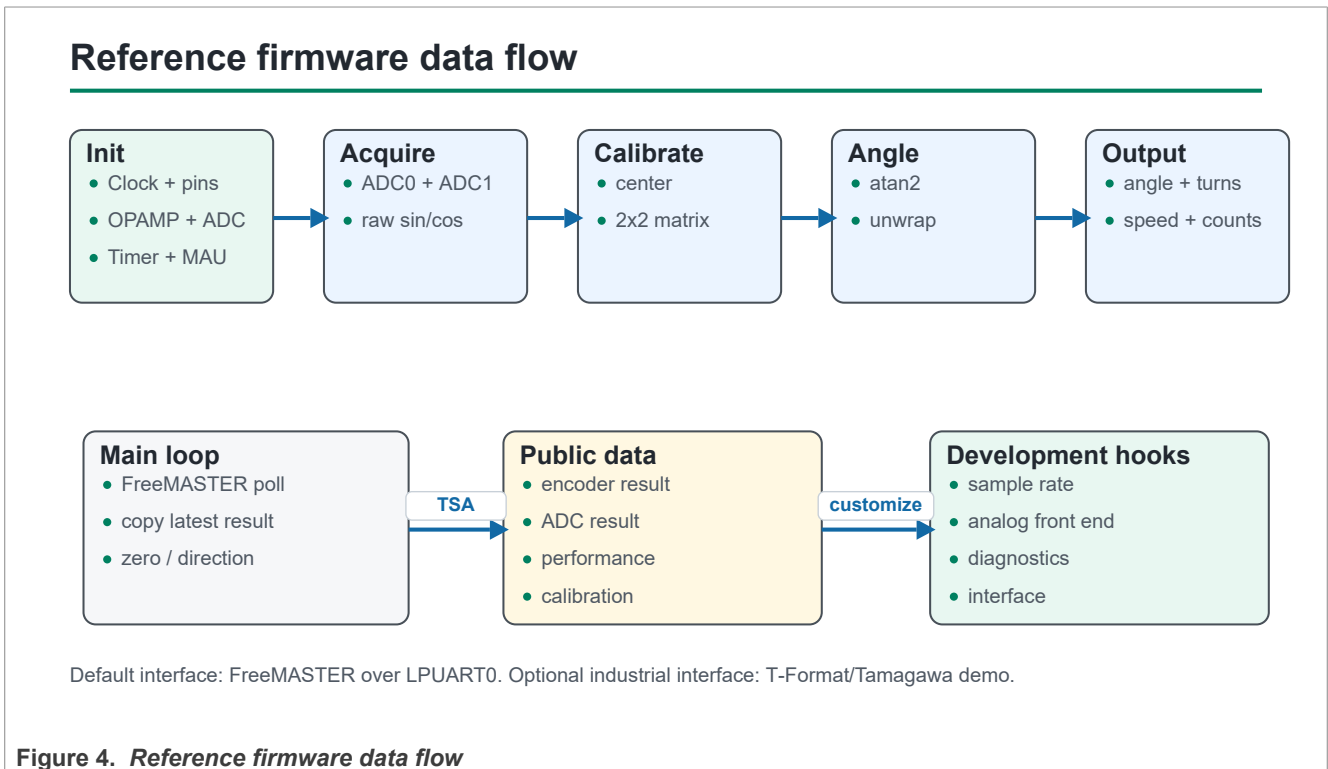 Reference firmware data flow
Init
Clock + pins
OPAMP + ADC
Timer + MAU
Acquire
ADC0 + ADC1
raw sin/cos
Calibrate
center
2x2 matrix
Angle
atan2
unwrap
Output
angle + turns
speed + counts
Main loop
FreeMASTER poll
copy latest result
zero / direction
TSA
Public data
encoder result
ADC result
performance
calibration
customize
Development hooks
sample rate
analog front end
diagnostics
interface
Default interface: FreeMASTER over LPUART0. Optional industrial interface: T-Format/Tamagawa demo.
Figure 4. Reference firmware data flow